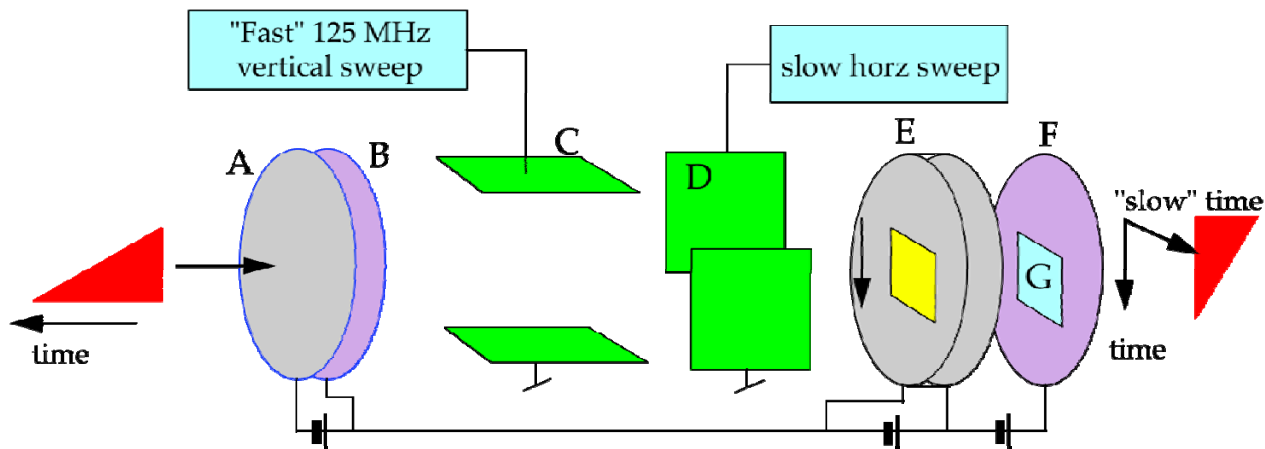 "Fast" 125 MHz
vertical sweep
slow horz sweep
A
B
C
D
E
F
"slow" time
G
time
time